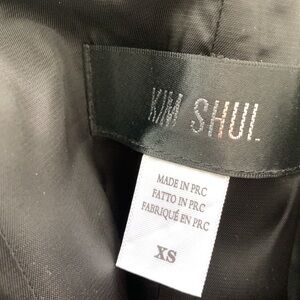 KIM SHUI
MADE IN PRC
FATTO IN PRC
FABRIQUÉ EN PRC
XS